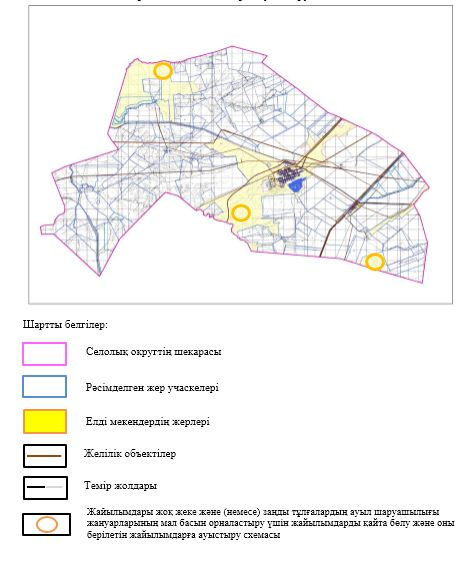 Шартты белгілер:
Селолық округтің шекарасы
Рәсімделген жер учаскелері
Елді мекендердің жерлері
Желілік объектілер
Темір жолдары
Жайылымдары жоқ жеке және (немесе) заңды тұлғалардың ауыл шаруашылығы
жануарларының мал басын орналастыру үшін жайылымдарды қайта бөлу және оны
берілетін жайылымдарға ауыстыру схемасы